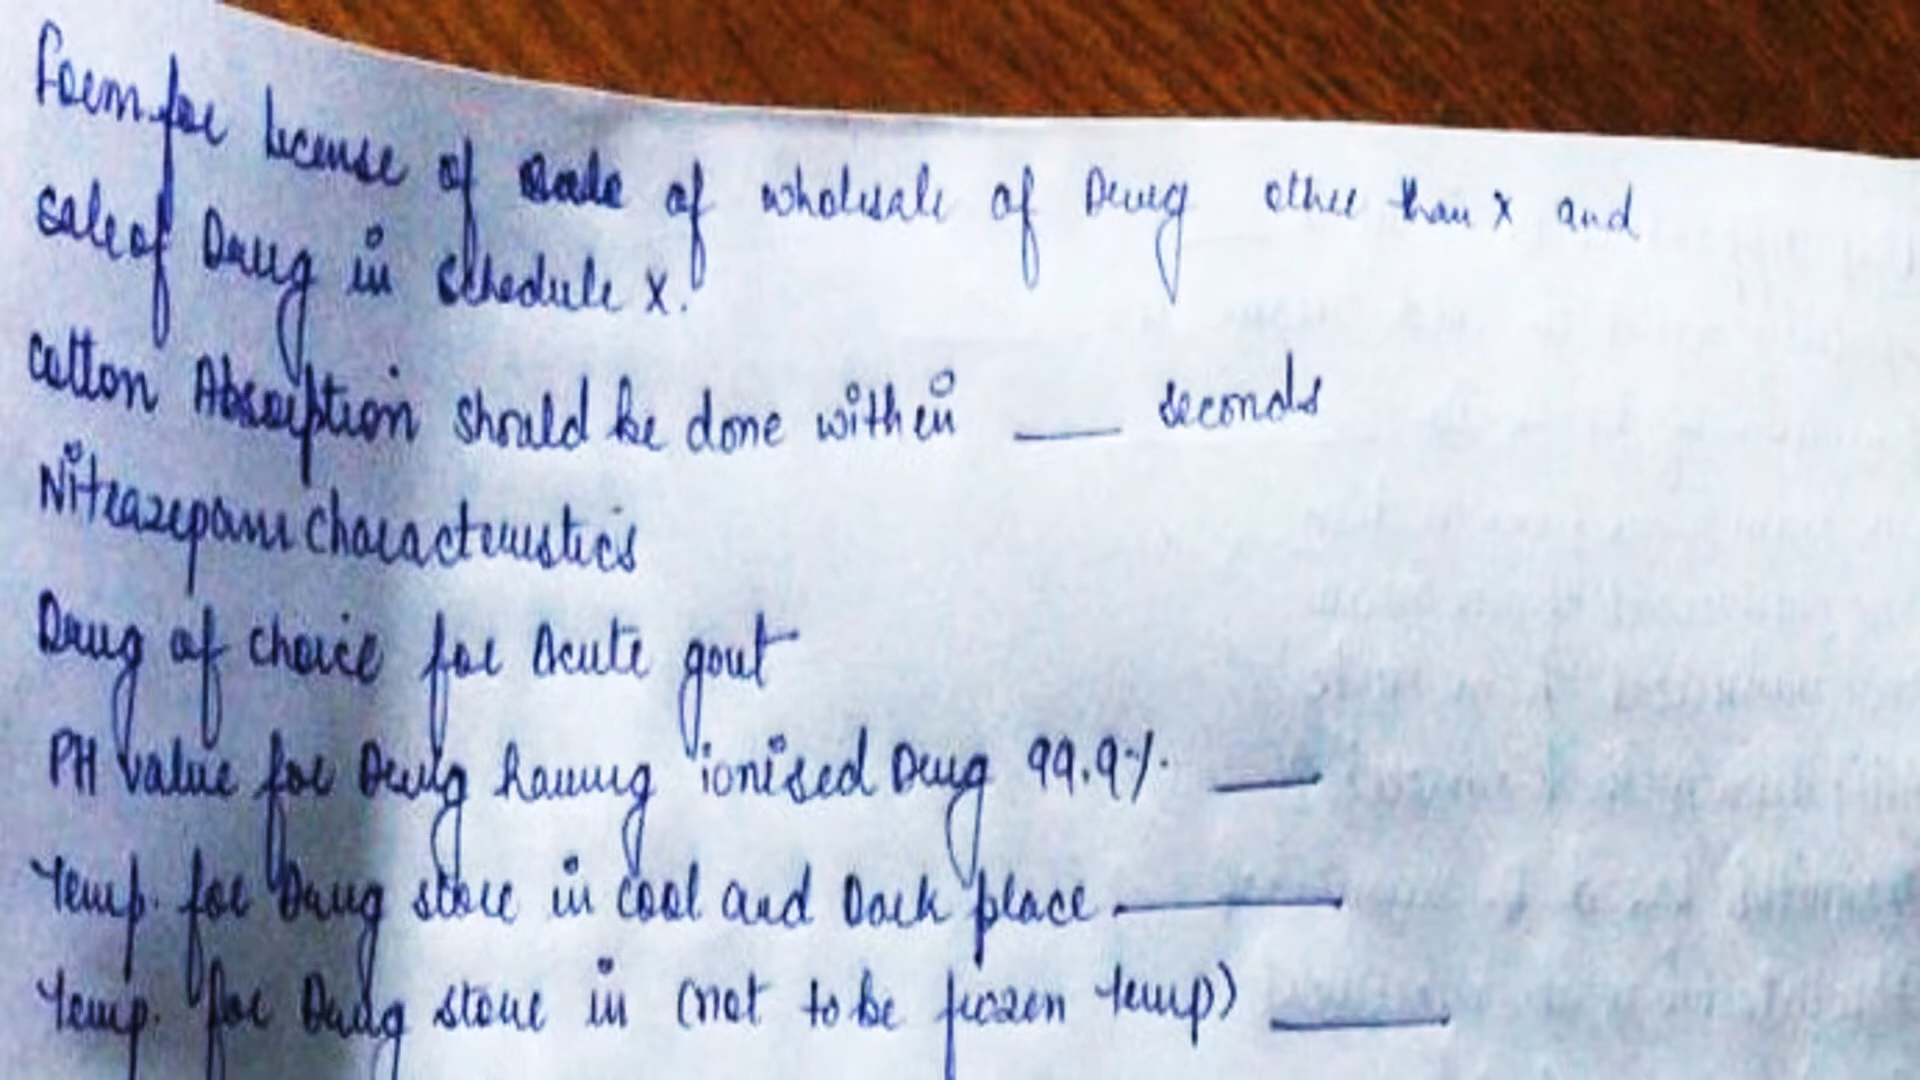 Form for license of sale of wholesale of Drug other than X and
sale of Drug in Schedule X.
Cotton Absorption should be done within ___ seconds
Nitrazepam characteristics
Drug of choice for Acute gout
PH value for Drug having ionised Drug 99.9% ___
Temp. for Drug store in cool and Dark place ___
Temp. for Drug store in (not to be frozen temp) ___